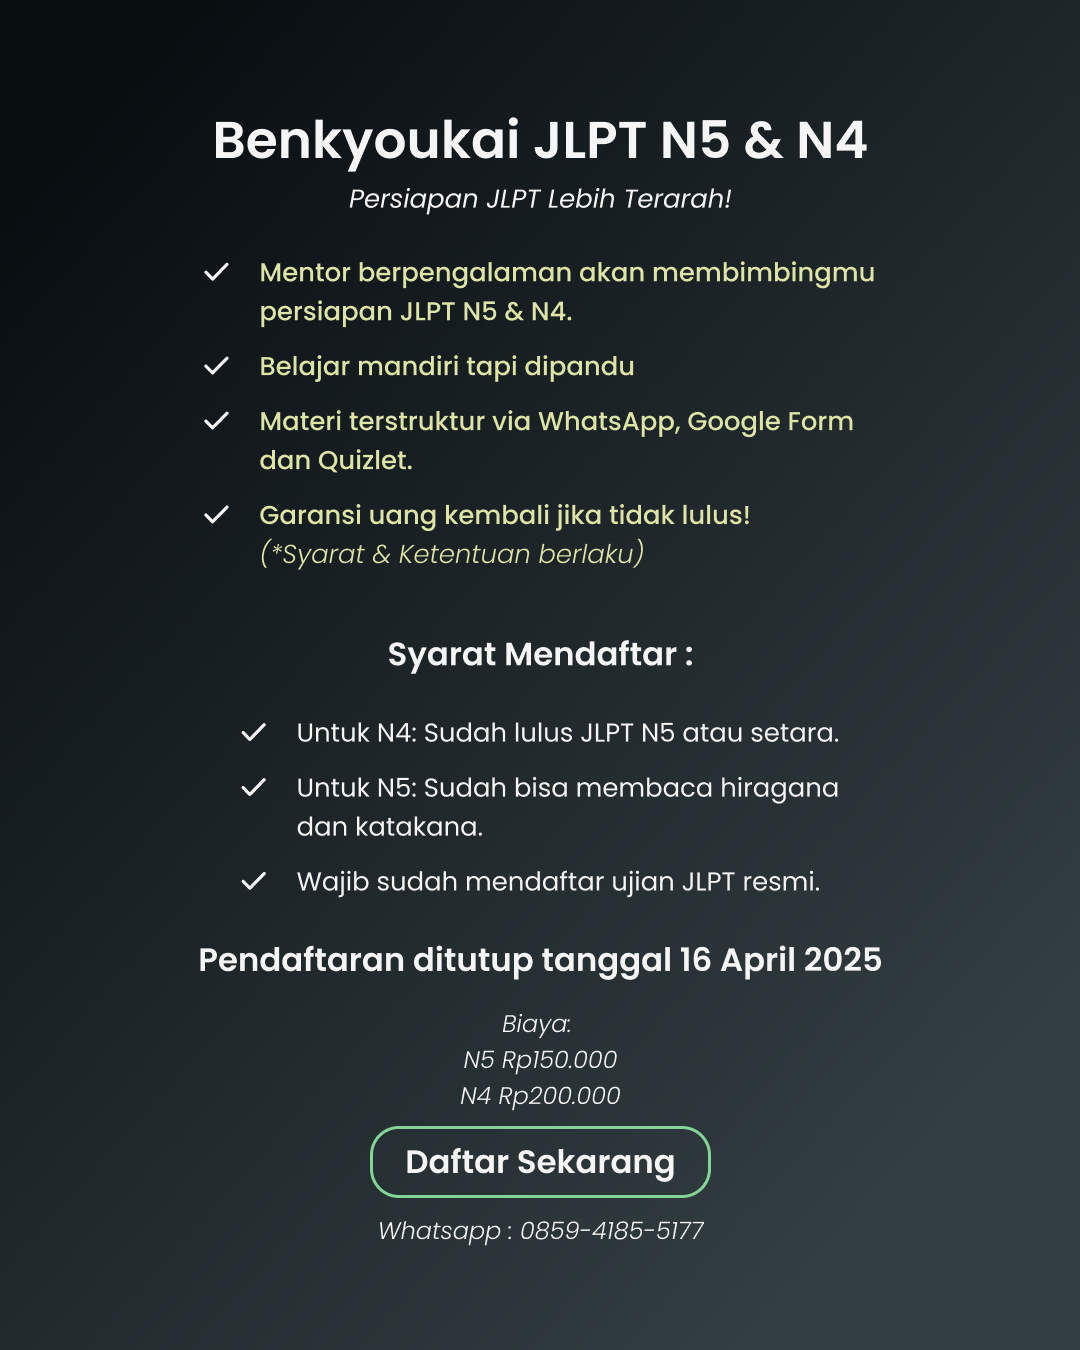 Benkyoukai JLPT N5 & N4
Persiapan JLPT Lebih Terarah!
Mentor berpengalaman akan membimbingmu
persiapan JLPT N5 & N4.
Belajar mandiri tapi dipandu
Materi terstruktur via WhatsApp, Google Form
dan Quizlet.
Garansi uang kembali jika tidak lulus!
(*Syarat & Ketentuan berlaku)
Syarat Mendaftar :
Untuk N4: Sudah lulus JLPT N5 atau setara.
Untuk N5: Sudah bisa membaca hiragana
dan katakana.
Wajib sudah mendaftar ujian JLPT resmi.
Pendaftaran ditutup tanggal 16 April 2025
Biaya:
N5 Rp150.000
N4 Rp200.000
Daftar Sekarang
Whatsapp : 0859-4185-5177